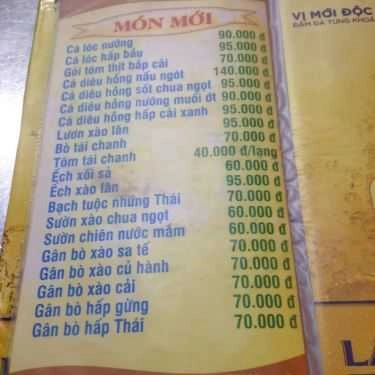 MÓN MỚI
Cá lóc nướng 90.000 đ
Cá lóc hấp bầu 95.000 đ
Gỏi tôm thịt bắp cải 70.000 đ
Cá diêu hồng nấu ngót 140.000 đ
Cá diêu hồng sốt chua ngọt 95.000 đ
Cá diêu hồng nướng muối ớt 90.000 đ
Cá diêu hồng hấp cải xanh 95.000 đ
Lươn xào lăn 95.000 đ
Bò tái chanh 70.000 đ
Tôm tái chanh 40.000 đ/lạng
Ếch xối sả 60.000 đ
Ếch xào lăn 95.000 đ
Bạch tuộc nhúng Thái 70.000 đ
Sườn xào chua ngọt 60.000 đ
Sườn chiên nước mắm 60.000 đ
Gân bò xào sa tế 70.000 đ
Gân bò xào củ hành 70.000 đ
Gân bò xào cải 70.000 đ
Gân bò hấp gừng 70.000 đ
Gân bò hấp Thái 70.000 đ
VỊ MỚI ĐỘC
ĐẬM ĐÀ TỪNG